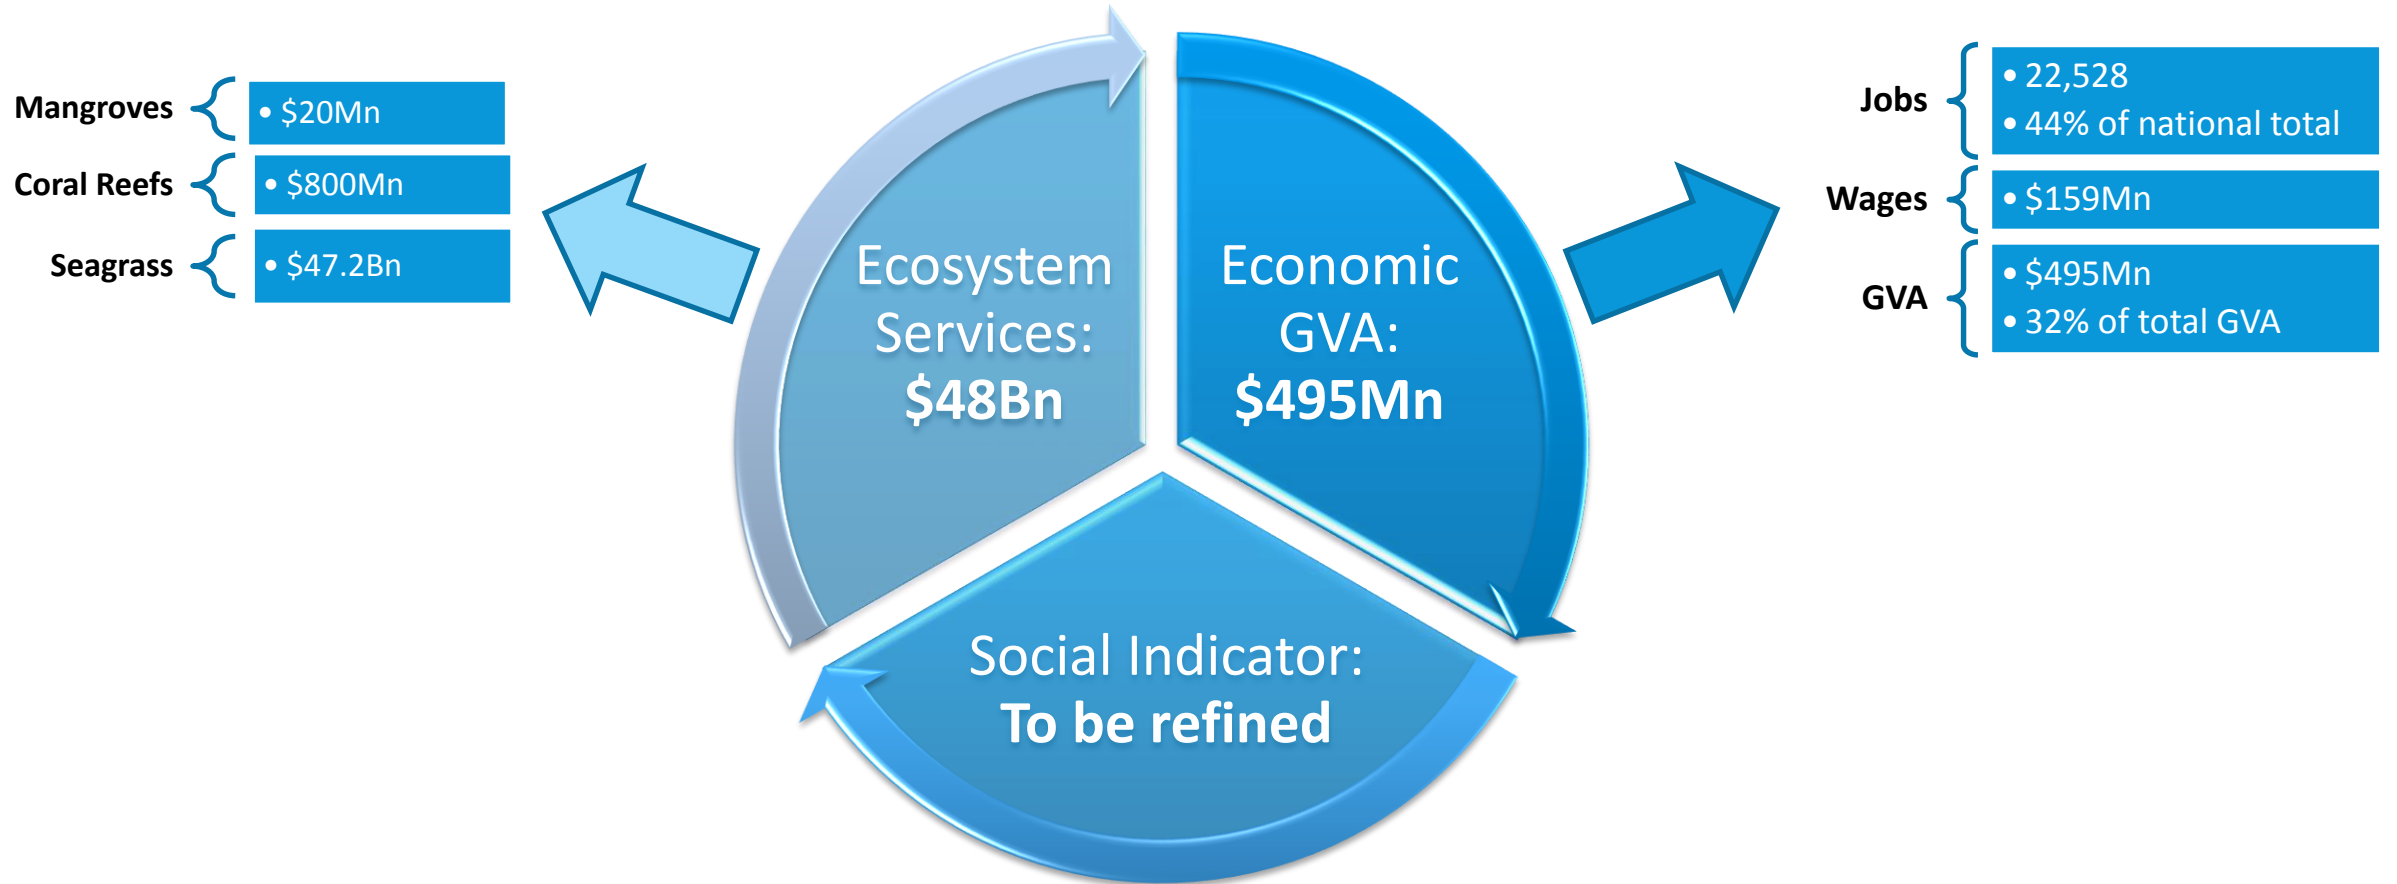 Mangroves
• $20Mn
Coral Reefs
• $800Mn
Seagrass
• $47.2Bn
Ecosystem
Services:
$48Bn
Economic
GVA:
$495Mn
Social Indicator:
To be refined
Jobs
• 22,528
• 44% of national total
Wages
• $159Mn
GVA
• $495Mn
• 32% of total GVA